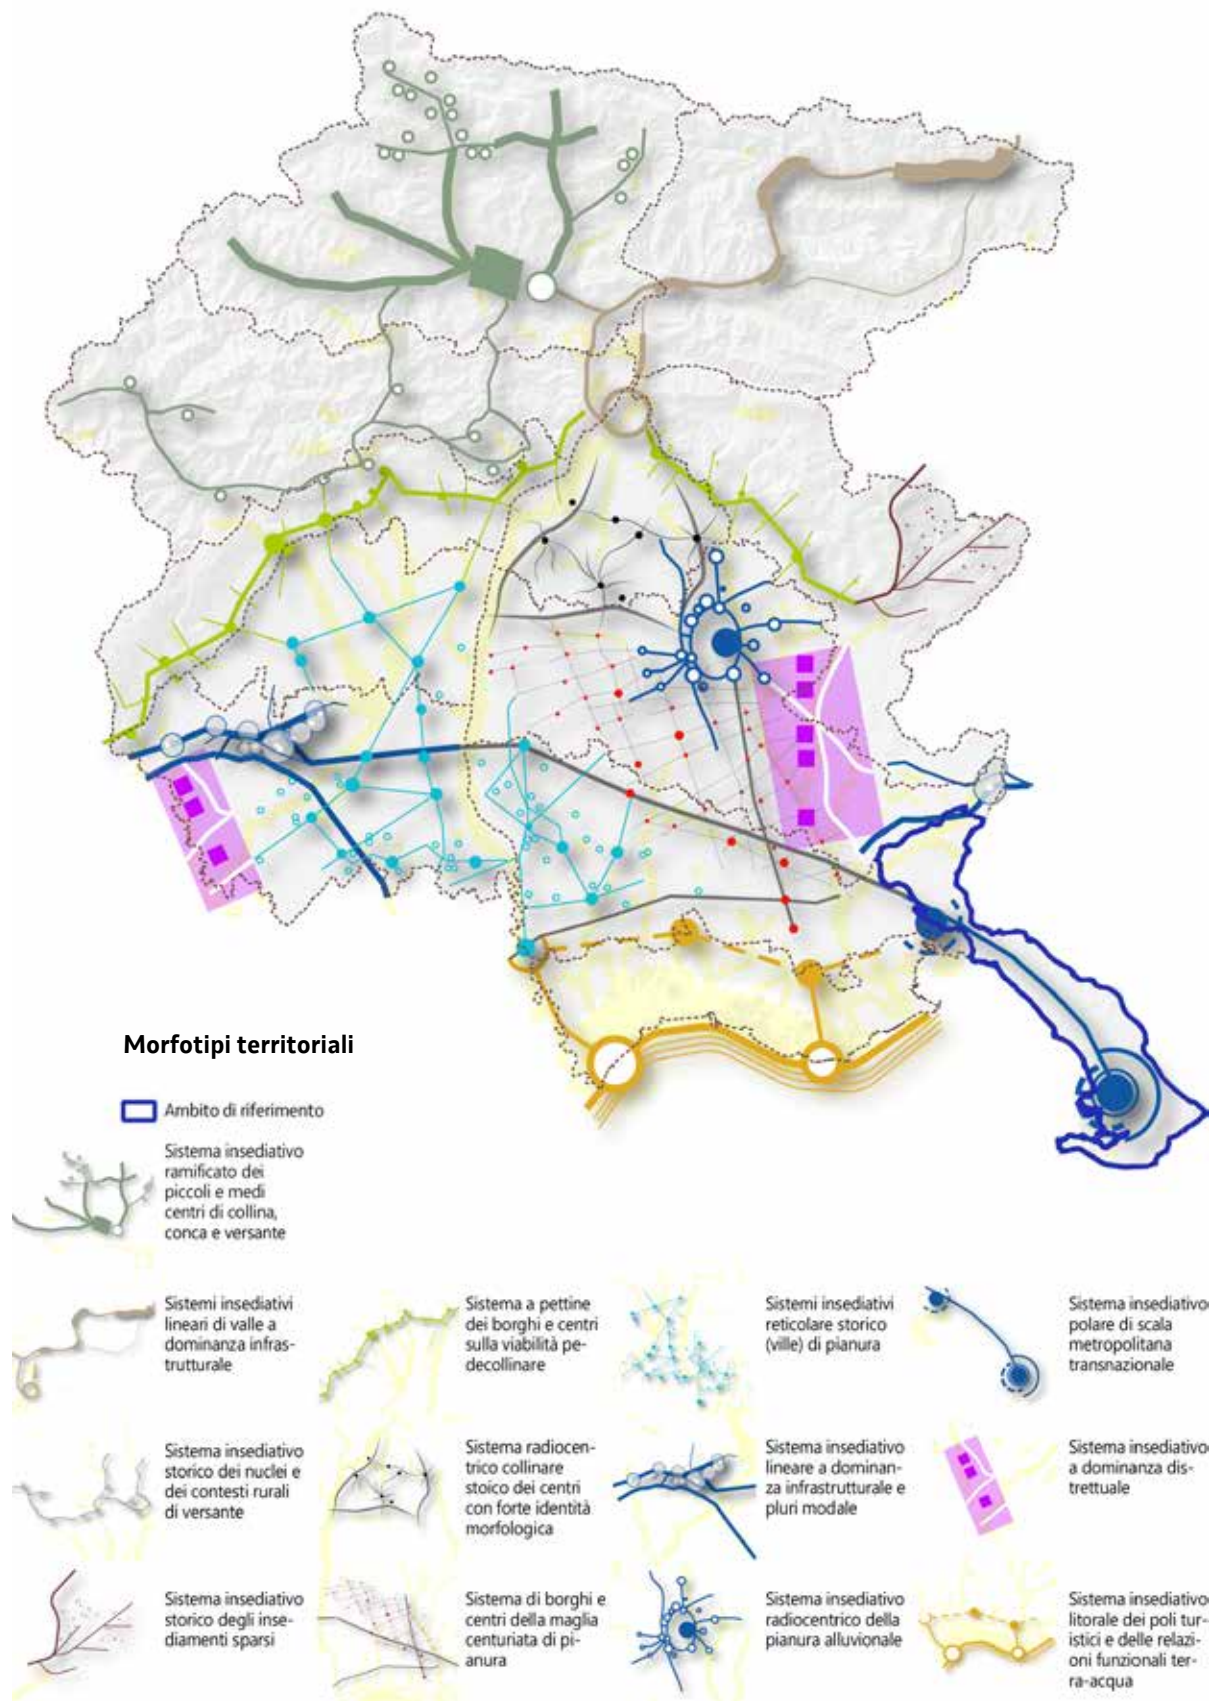 Morfotipi territoriali
Ambito di riferimento
Sistema insediativo
ramificato dei
piccoli e medi
centri di collina,
conca e versante
Sistemi insediativi
lineari di valle a
dominanza infras-
trutturale
Sistema a pettine
dei borghi e centri
sulla viabilità pe-
decollinare
Sistemi insediativi
reticolare storico
(ville) di pianura
Sistema insediativo
polare di scala
metropolitana
transnazionale
Sistema insediativo
storico dei nuclei e
dei contesti rurali
di versante
Sistema radiocen-
trico collinare
stoico dei centri
con forte identità
morfologica
Sistema insediativo
lineare a dominan-
za infrastrutturale e
pluri modale
Sistema insediativo
a dominanza dis-
trettuale
Sistema insediativo
storico degli inse-
diamenti sparsi
Sistema di borghi e
centri della maglia
centuriata di pi-
anura
Sistema insediativo
radiocentrico della
pianura alluvionale
Sistema insediativo
litorale dei poli tur-
istici e delle relazi-
oni funzionali ter-
ra-acqua